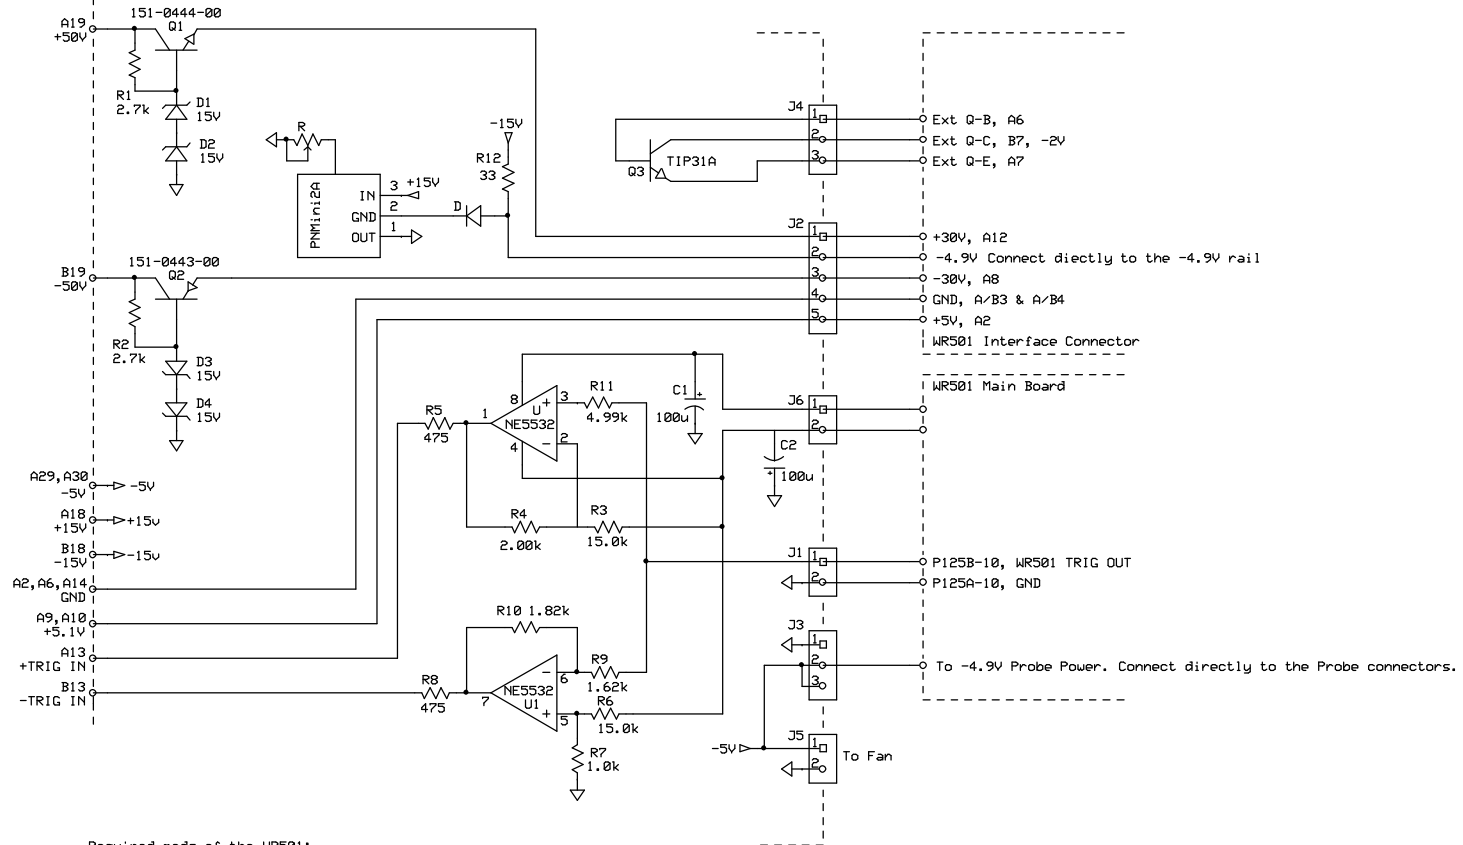 151-0444-00
A19
+50V
Q1
R1
2.7k
D1
15V
D2
15V
R
-15V
R12
33
PNMini2A
IN
3
+15V
GND
2
D
OUT
1
J4
1
Ext Q-B, A6
2
Ext Q-C, B7, -2V
3
Ext Q-E, A7
Q3
TIP31A
J2
1
+30V, A12
2
-4.9V Connect diectly to the -4.9V rail
3
-30V, A8
4
GND, A/B3 & A/B4
5
+5V, A2
WR501 Interface Connector
151-0443-00
B19
-50V
Q2
R2
2.7k
D3
15V
D4
15V
WR501 Main Board
J6
1
2
C1
+
100u
C2
+
100u
8
U
+
3
R11
4.99k
NE5532
1
R5
475
4
-
2
R4
2.00k
R3
15.0k
A29,A30
-5V
-5V
A18
+15V
+15v
B18
-15V
-15v
A2,A6,A14
GND
A9,A10
+5.1V
A13
+TRIG IN
B13
-TRIG IN
J1
1
P125B-10, WR501 TRIG OUT
2
P125A-10, GND
R10 1.82k
R9
1.62k
-
6
NE5532
U1
7
+
5
R8
475
R6
15.0k
R7
1.0k
J3
1
2
To -4.9V Probe Power. Connect directly to the Probe connectors.
3
J5
-5V
1
2
To Fan
Required mods of the WR501: